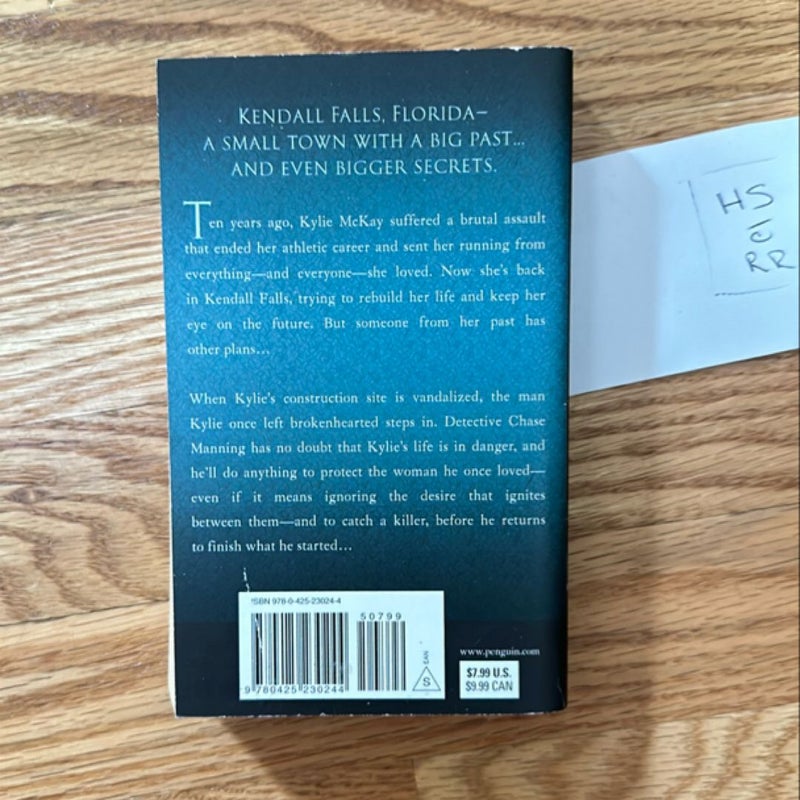 KENDALL FALLS, FLORIDA—
A SMALL TOWN WITH A BIG PAST...
AND EVEN BIGGER SECRETS.
Ten years ago, Kylie McKay suffered a brutal assault
that ended her athletic career and sent her running from
everything—and everyone—she loved. Now she's back
in Kendall Falls, trying to rebuild her life and keep her
eye on the future. But someone from her past has
other plans...
When Kylie's construction site is vandalized, the man
Kylie once left brokenhearted steps in. Detective Chase
Manning has no doubt that Kylie's life is in danger, and
he'll do anything to protect the woman he once loved—
even if it means ignoring the desire that ignites
between them—and to catch a killer, before he returns
to finish what he started...
ISBN 978-0-425-23024-4
50799
9 780425 230244
EAN
S
www.penguin.com
$7.99 U.S.
$9.99 CAN
HS
RR